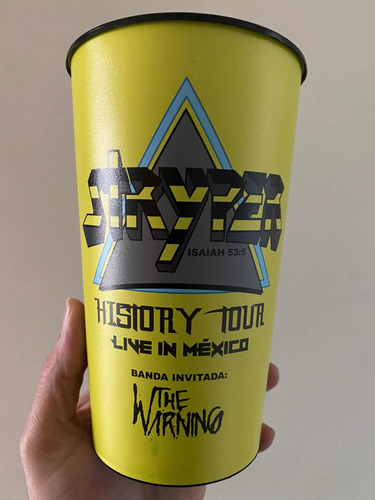 STRYPER
ISAIAH 53:5
HISTORY TOUR
LIVE IN MÉXICO
BANDA INVITADA:
THE
WARNING